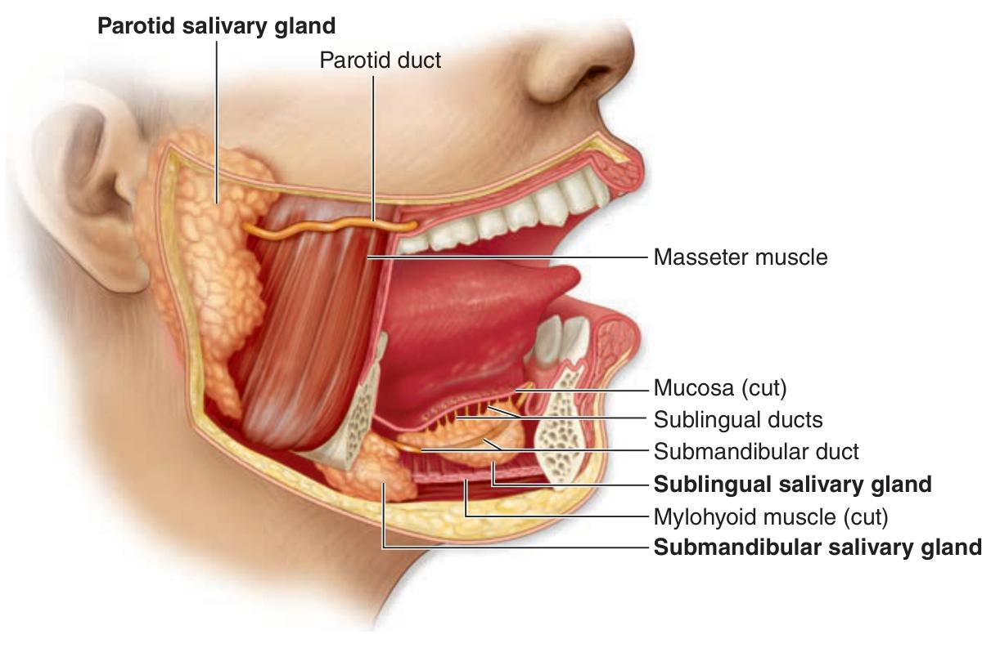 Parotid salivary gland
Parotid duct
Masseter muscle
Mucosa (cut)
Sublingual ducts
Submandibular duct
Sublingual salivary gland
Mylohyoid muscle (cut)
Submandibular salivary gland